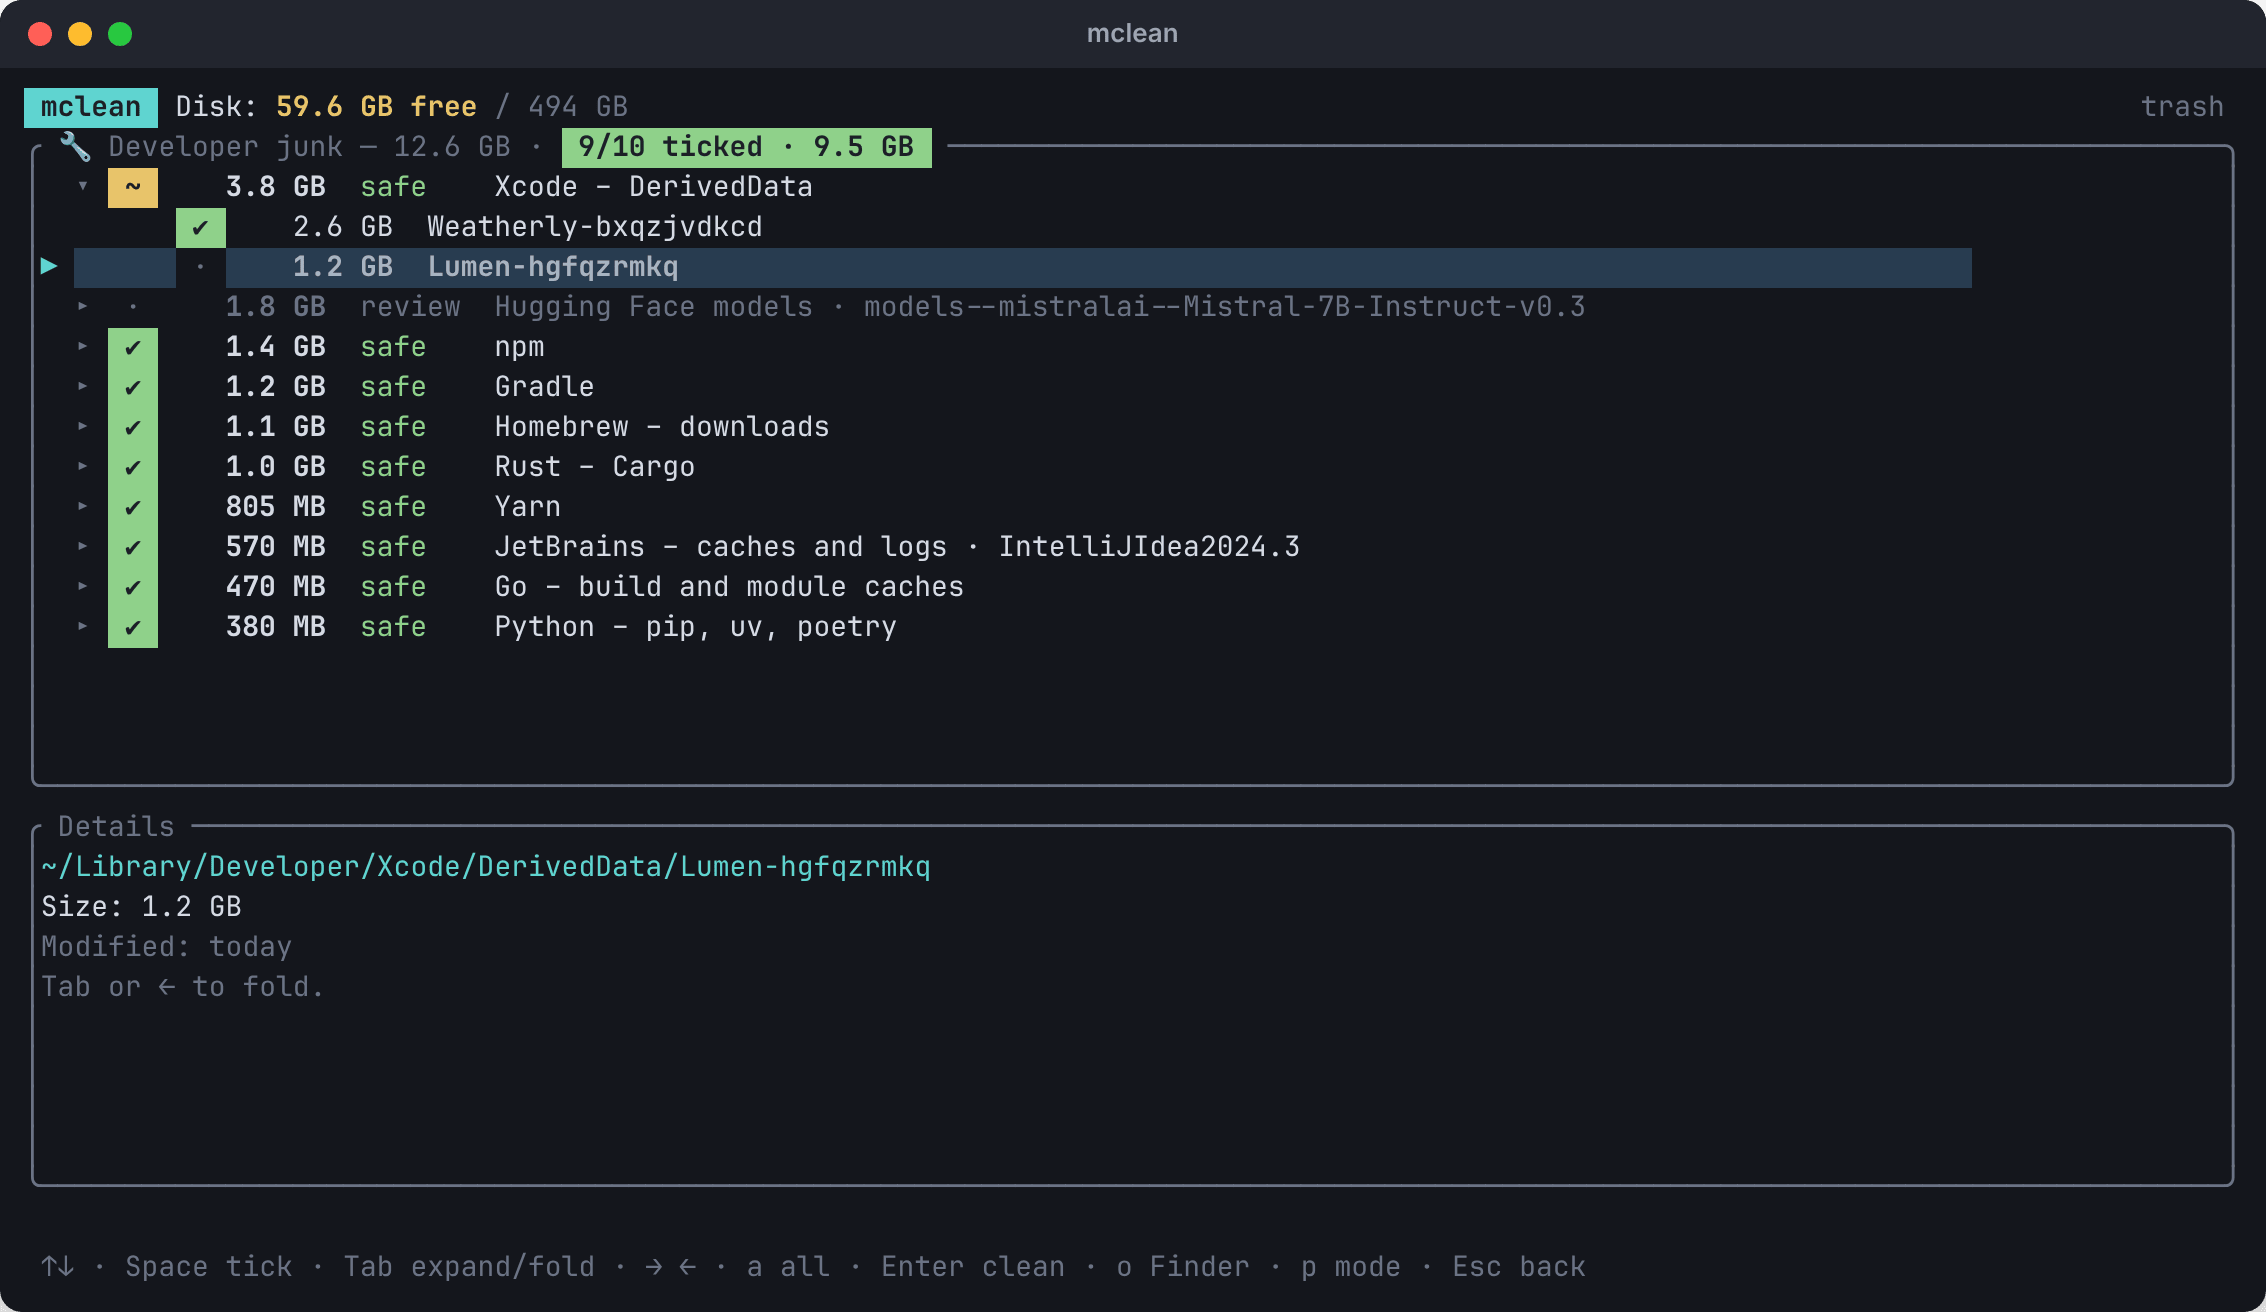 mclean
mclean Disk: 59.6 GB free / 494 GB trash
🔧 Developer junk — 12.6 GB · 9/10 ticked · 9.5 GB
▾ ~ 3.8 GB safe Xcode – DerivedData
✔ 2.6 GB Weatherly-bxqzjvdkcd
▶ · 1.2 GB Lumen-hgfqzrmkq
▸ · 1.8 GB review Hugging Face models · models--mistralai--Mistral-7B-Instruct-v0.3
▸ ✔ 1.4 GB safe npm
▸ ✔ 1.2 GB safe Gradle
▸ ✔ 1.1 GB safe Homebrew – downloads
▸ ✔ 1.0 GB safe Rust – Cargo
▸ ✔ 805 MB safe Yarn
▸ ✔ 570 MB safe JetBrains – caches and logs · IntelliJIdea2024.3
▸ ✔ 470 MB safe Go – build and module caches
▸ ✔ 380 MB safe Python – pip, uv, poetry
Details
~/Library/Developer/Xcode/DerivedData/Lumen-hgfqzrmkq
Size: 1.2 GB
Modified: today
Tab or ← to fold.
↑↓ · Space tick · Tab expand/fold · → ← · a all · Enter clean · o Finder · p mode · Esc back